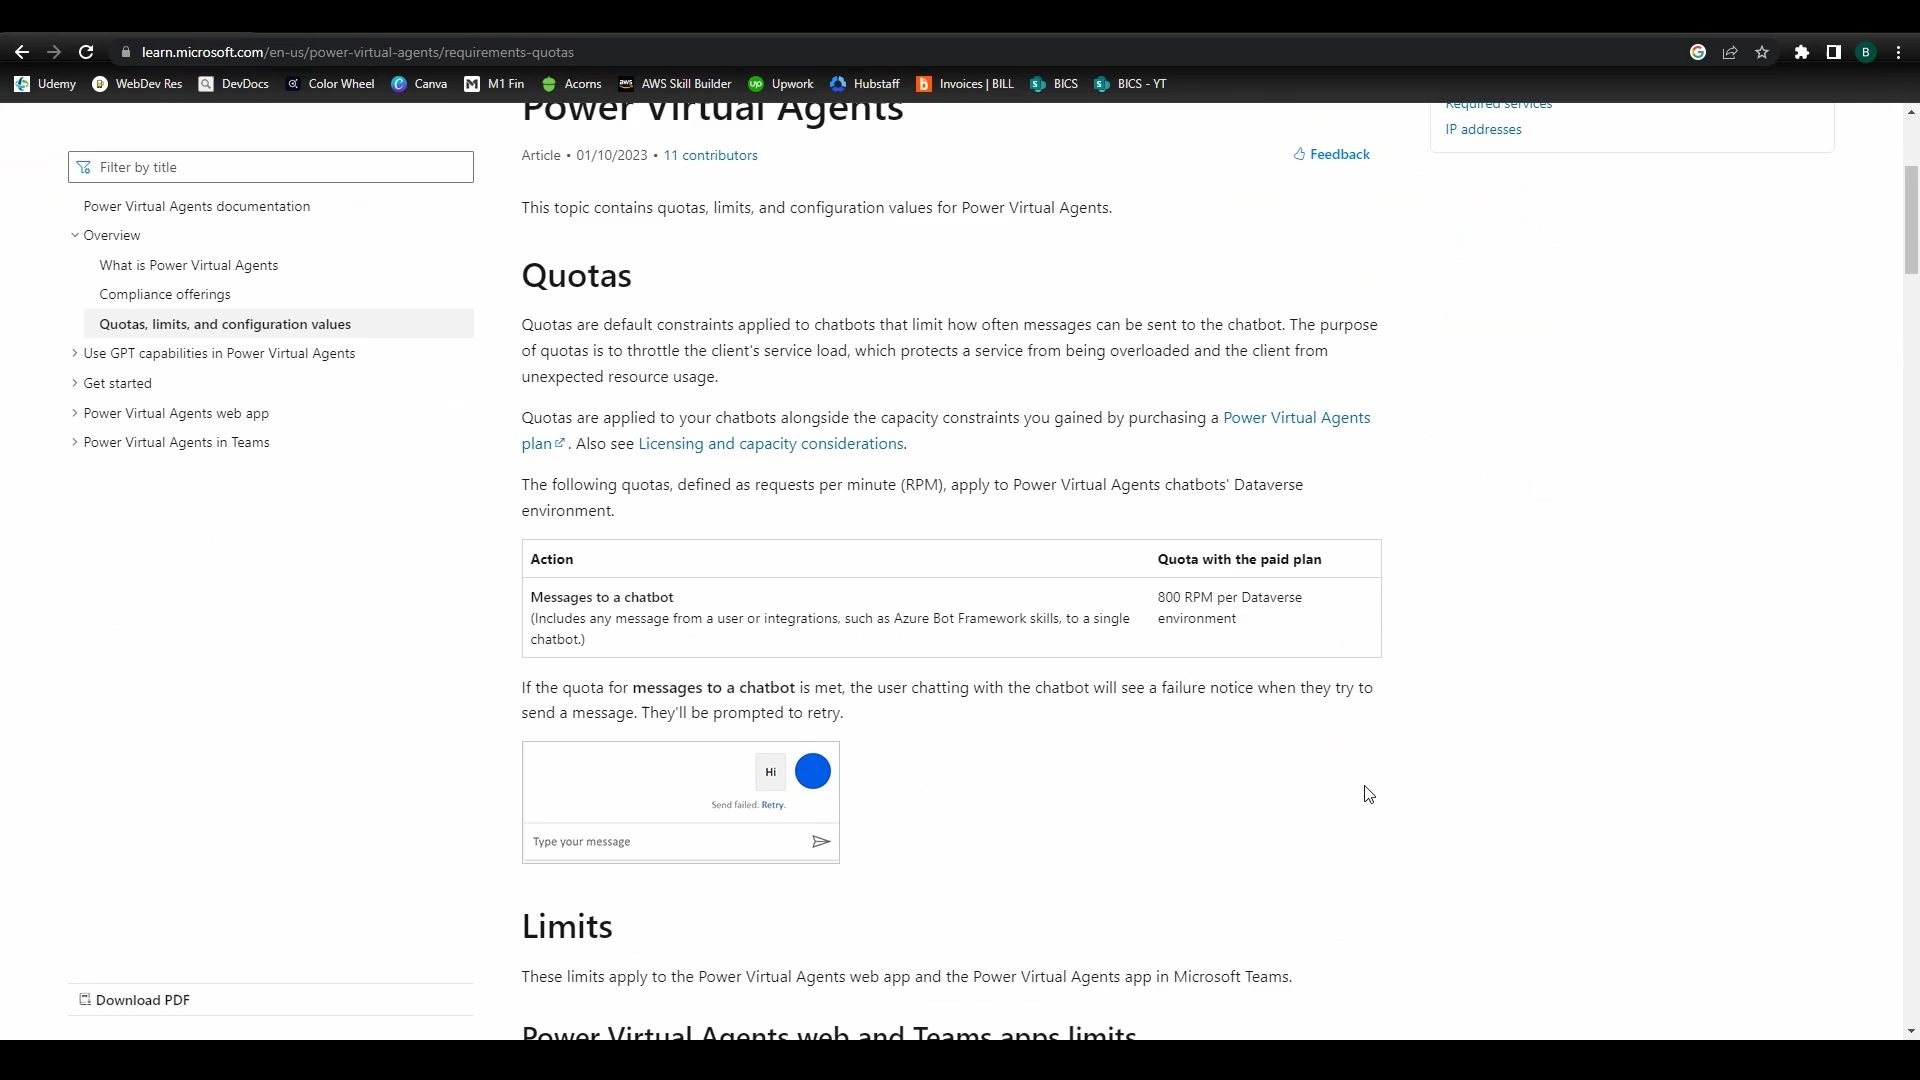 learn.microsoft.com/en-us/power-virtual-agents/requirements-quotas
B
Udemy WebDev Res DevDocs Color Wheel Canva M1 Fin Acorns AWS Skill Builder Upwork Hubstaff Invoices | BILL BICS BICS - YT
Power Virtual Agents
Required services
IP addresses
Article • 01/10/2023 • 11 contributors
Feedback
Filter by title
Power Virtual Agents documentation
Overview
What is Power Virtual Agents
Compliance offerings
Quotas, limits, and configuration values
Use GPT capabilities in Power Virtual Agents
Get started
Power Virtual Agents web app
Power Virtual Agents in Teams
Download PDF
This topic contains quotas, limits, and configuration values for Power Virtual Agents.
Quotas
Quotas are default constraints applied to chatbots that limit how often messages can be sent to the chatbot. The purpose
of quotas is to throttle the client's service load, which protects a service from being overloaded and the client from
unexpected resource usage.
Quotas are applied to your chatbots alongside the capacity constraints you gained by purchasing a Power Virtual Agents
plan. Also see Licensing and capacity considerations.
The following quotas, defined as requests per minute (RPM), apply to Power Virtual Agents chatbots' Dataverse
environment.
Action Quota with the paid plan
Messages to a chatbot 800 RPM per Dataverse
(Includes any message from a user or integrations, such as Azure Bot Framework skills, to a single environment
chatbot.)
If the quota for messages to a chatbot is met, the user chatting with the chatbot will see a failure notice when they try to
send a message. They'll be prompted to retry.
Hi
Send failed. Retry.
Type your message
Limits
These limits apply to the Power Virtual Agents web app and the Power Virtual Agents app in Microsoft Teams.
Power Virtual Agents web and Teams apps limits